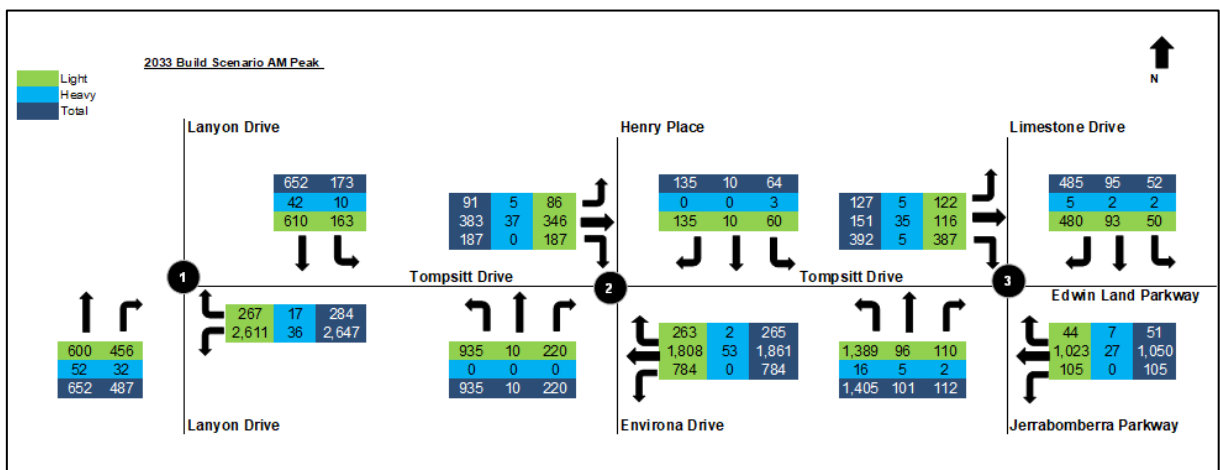 2033 Build Scenario AM Peak
Light
Heavy
Total
N
Lanyon Drive
Henry Place
Limestone Drive
652 173
42 10
610 163
91 5 86
383 37 346
187 0 187
135 10 64
0 0 3
135 10 60
127 5 122
151 35 116
392 5 387
485 95 52
5 2 2
480 93 50
1
Tompsitt Drive
2
Tompsitt Drive
3
Edwin Land Parkway
600 456
52 32
652 487
267 17 284
2,611 36 2,647
935 10 220
0 0 0
935 10 220
263 2 265
1,808 53 1,861
784 0 784
1,389 96 110
16 5 2
1,405 101 112
44 7 51
1,023 27 1,050
105 0 105
Lanyon Drive
Environa Drive
Jerrabomberra Parkway